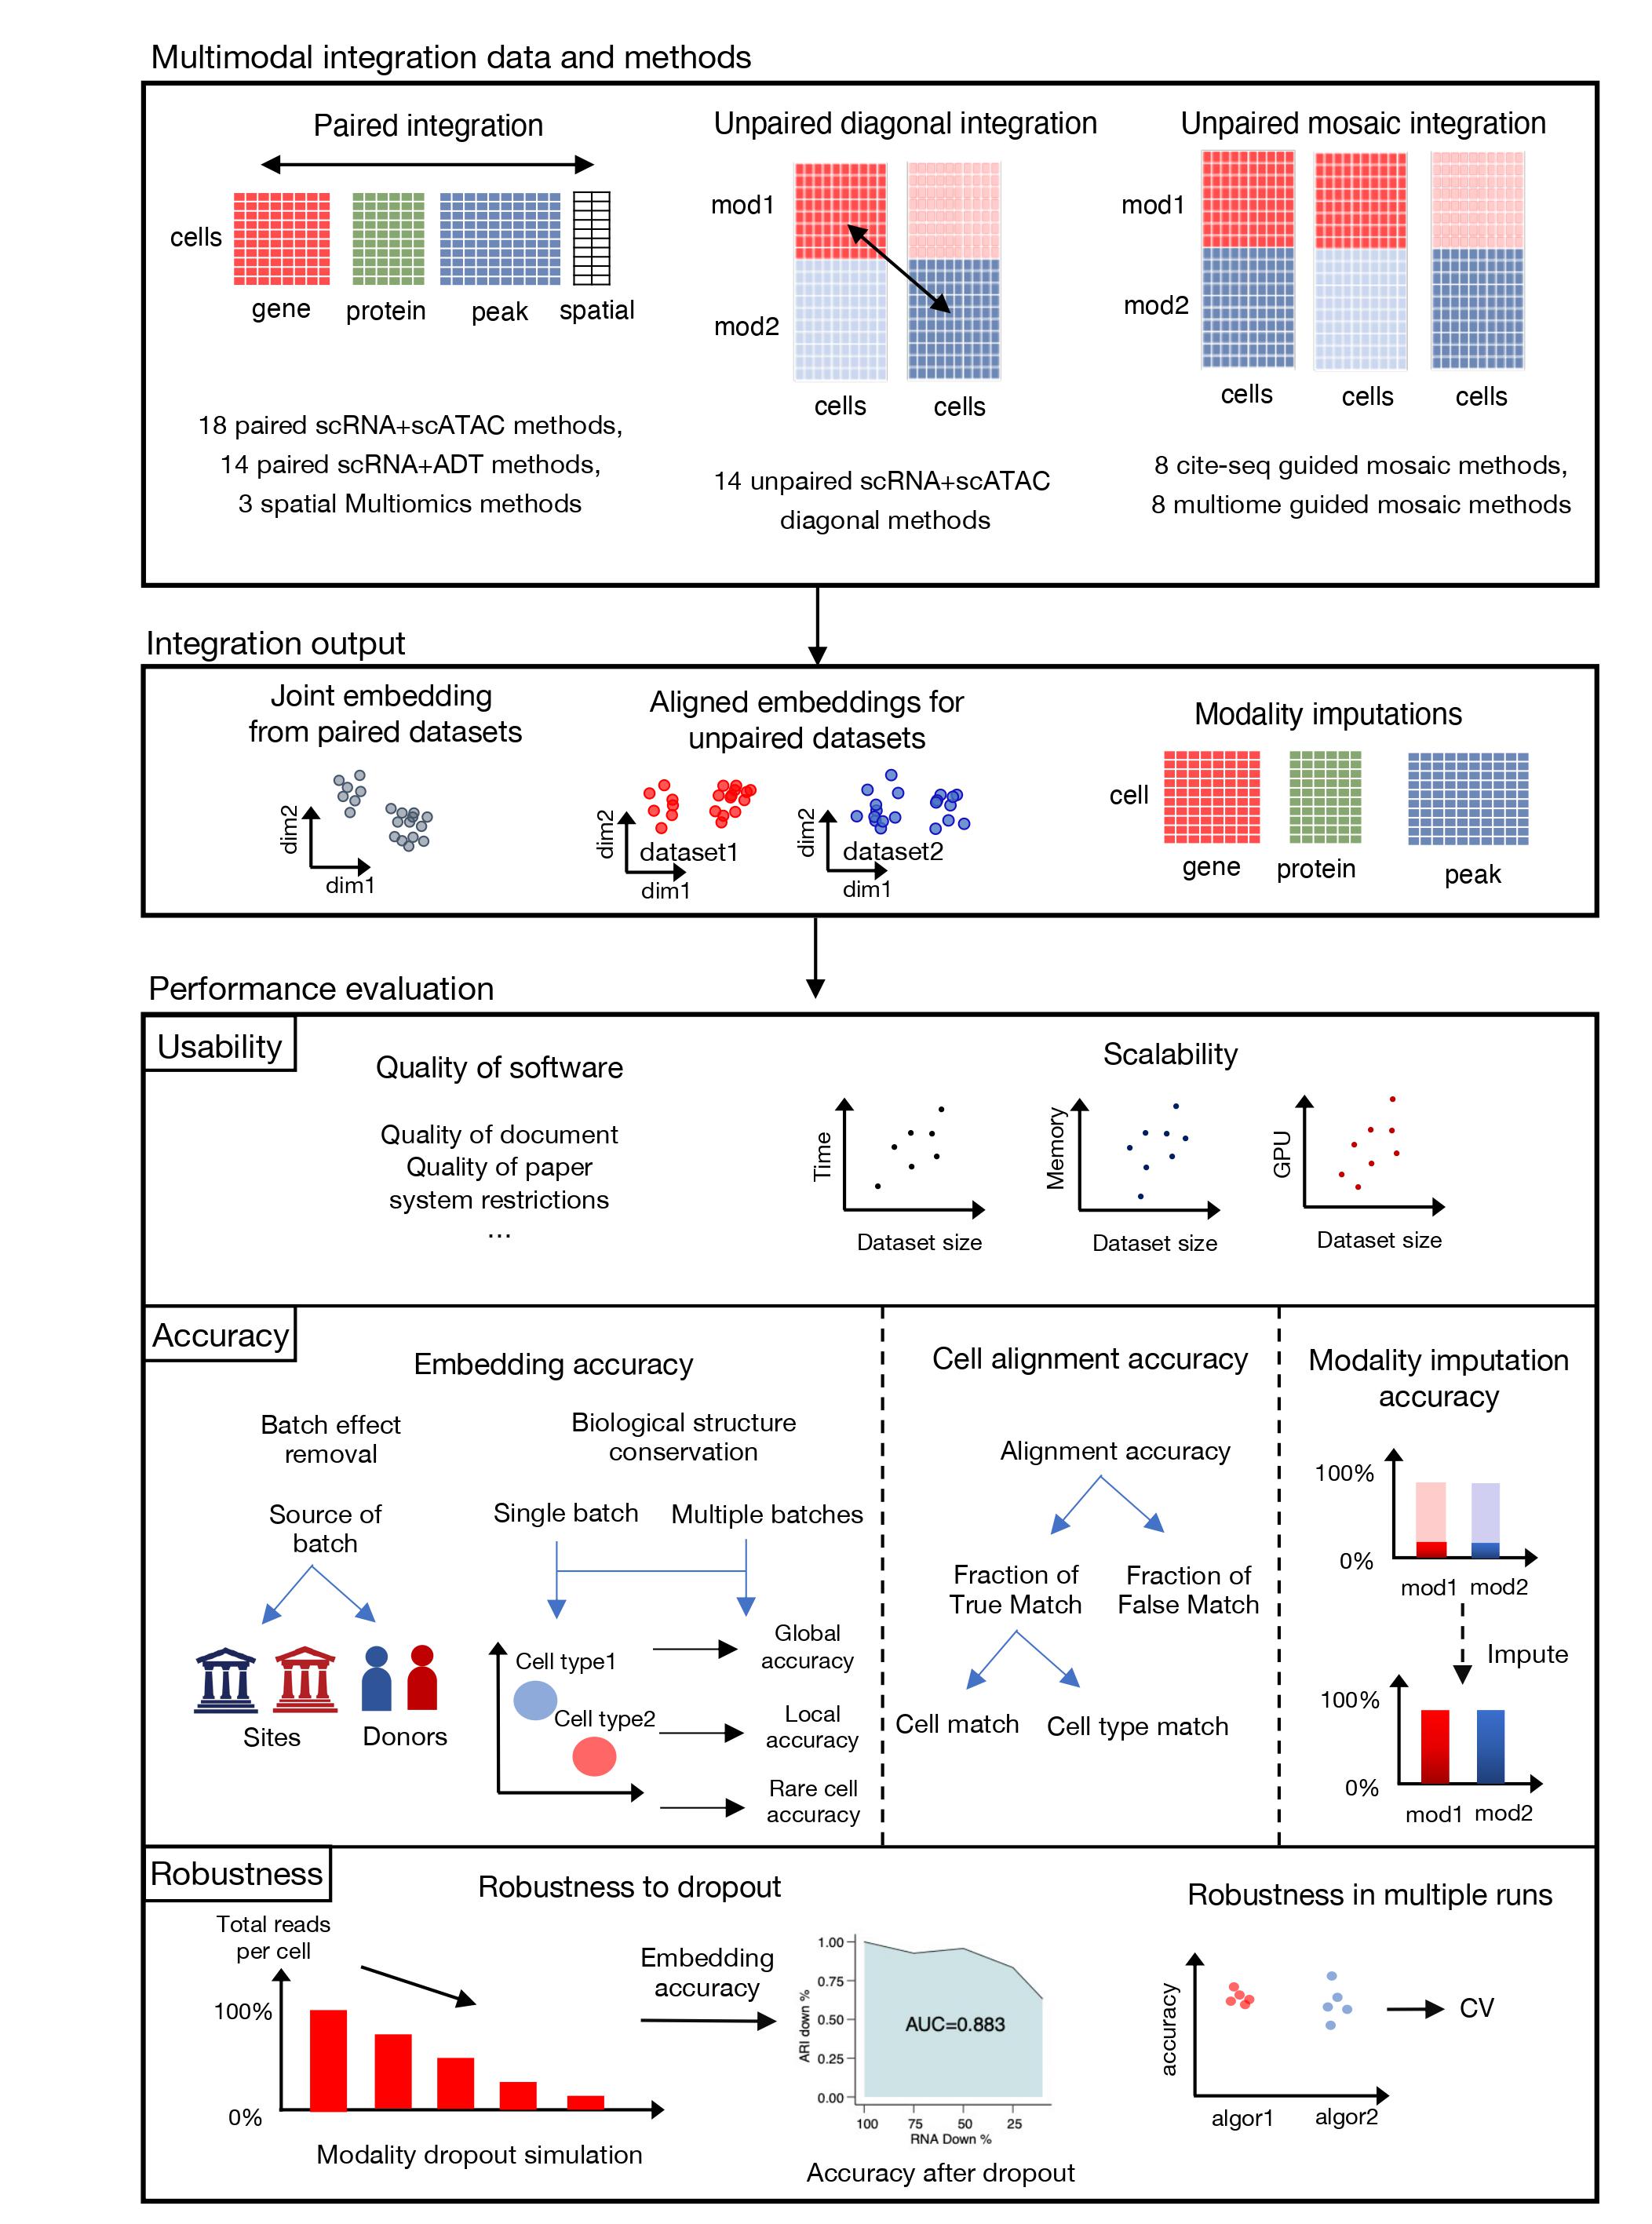 Multimodal integration data and methods
Paired integration
cells
gene
protein
peak
spatial
18 paired scRNA+scATAC methods,
14 paired scRNA+ADT methods,
3 spatial Multiomics methods
Unpaired diagonal integration
mod1
mod2
cells
cells
14 unpaired scRNA+scATAC
diagonal methods
Unpaired mosaic integration
mod1
mod2
cells
cells
cells
8 cite-seq guided mosaic methods,
8 multiome guided mosaic methods
Integration output
Joint embedding
from paired datasets
dim2
dim1
Aligned embeddings for
unpaired datasets
dim2
dataset1
dim1
dim2
dataset2
dim1
Modality imputations
cell
gene
protein
peak
Performance evaluation
Usability
Quality of software
Quality of document
Quality of paper
system restrictions
...
Scalability
Time
Dataset size
Memory
Dataset size
GPU
Dataset size
Accuracy
Embedding accuracy
Batch effect
removal
Source of
batch
Sites
Donors
Biological structure
conservation
Single batch
Multiple batches
Cell type1
Cell type2
Global
accuracy
Local
accuracy
Rare cell
accuracy
Cell alignment accuracy
Alignment accuracy
Fraction of
True Match
Fraction of
False Match
Cell match
Cell type match
Modality imputation
accuracy
100%
0%
mod1 mod2
Impute
100%
0%
mod1 mod2
Robustness
Robustness to dropout
Total reads
per cell
100%
0%
Modality dropout simulation
Embedding
accuracy
ARI down %
1.00
0.75
0.50
0.25
0.00
AUC=0.883
100 75 50 25
RNA Down %
Accuracy after dropout
Robustness in multiple runs
accuracy
algor1
algor2
CV